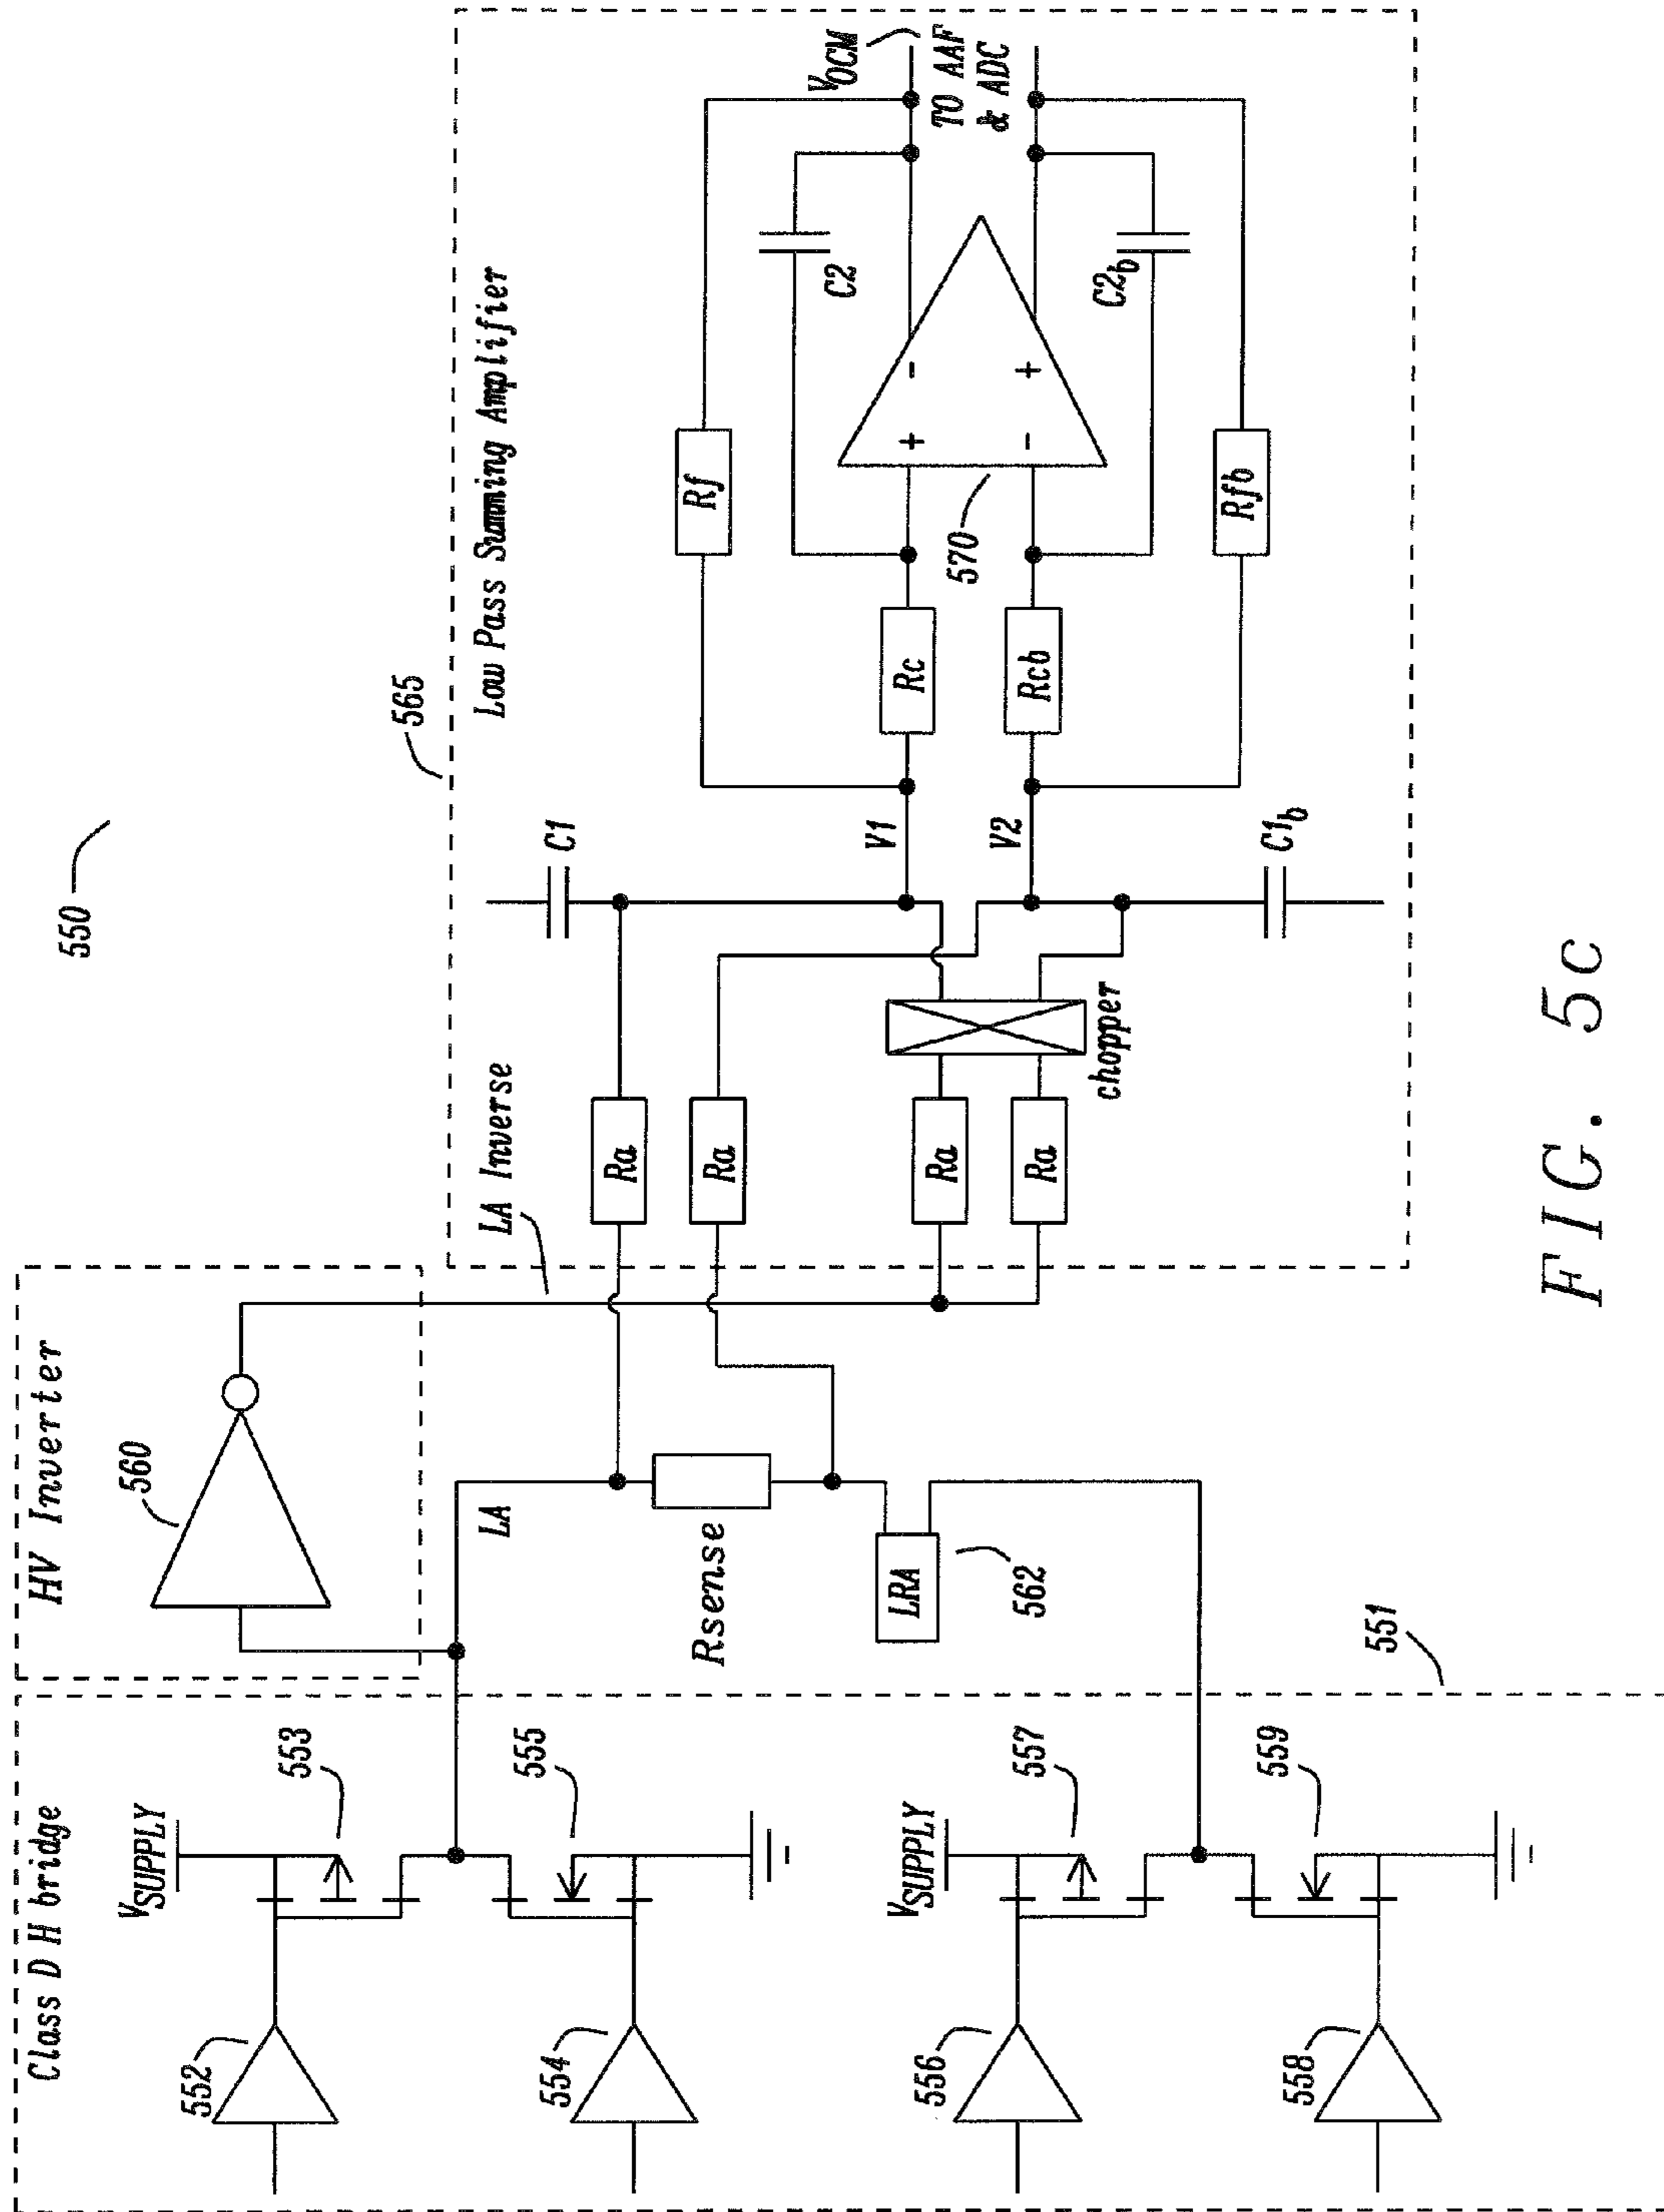 550
Class D H bridge
VSUPPLY
552
553
554
555
VSUPPLY
556
557
558
559
551
HV Inverter
560
LA
Rsense
LRA
562
LA Inverse
565
Low Pass Summing Amplifier
Ra
Ra
Ra
Ra
chopper
C1
V1
V2
C1b
Rf
Rc
Rcb
Rfb
570
+
-
-
+
C2
C2b
VOCM
TO AAF
& ADC
FIG. 5c